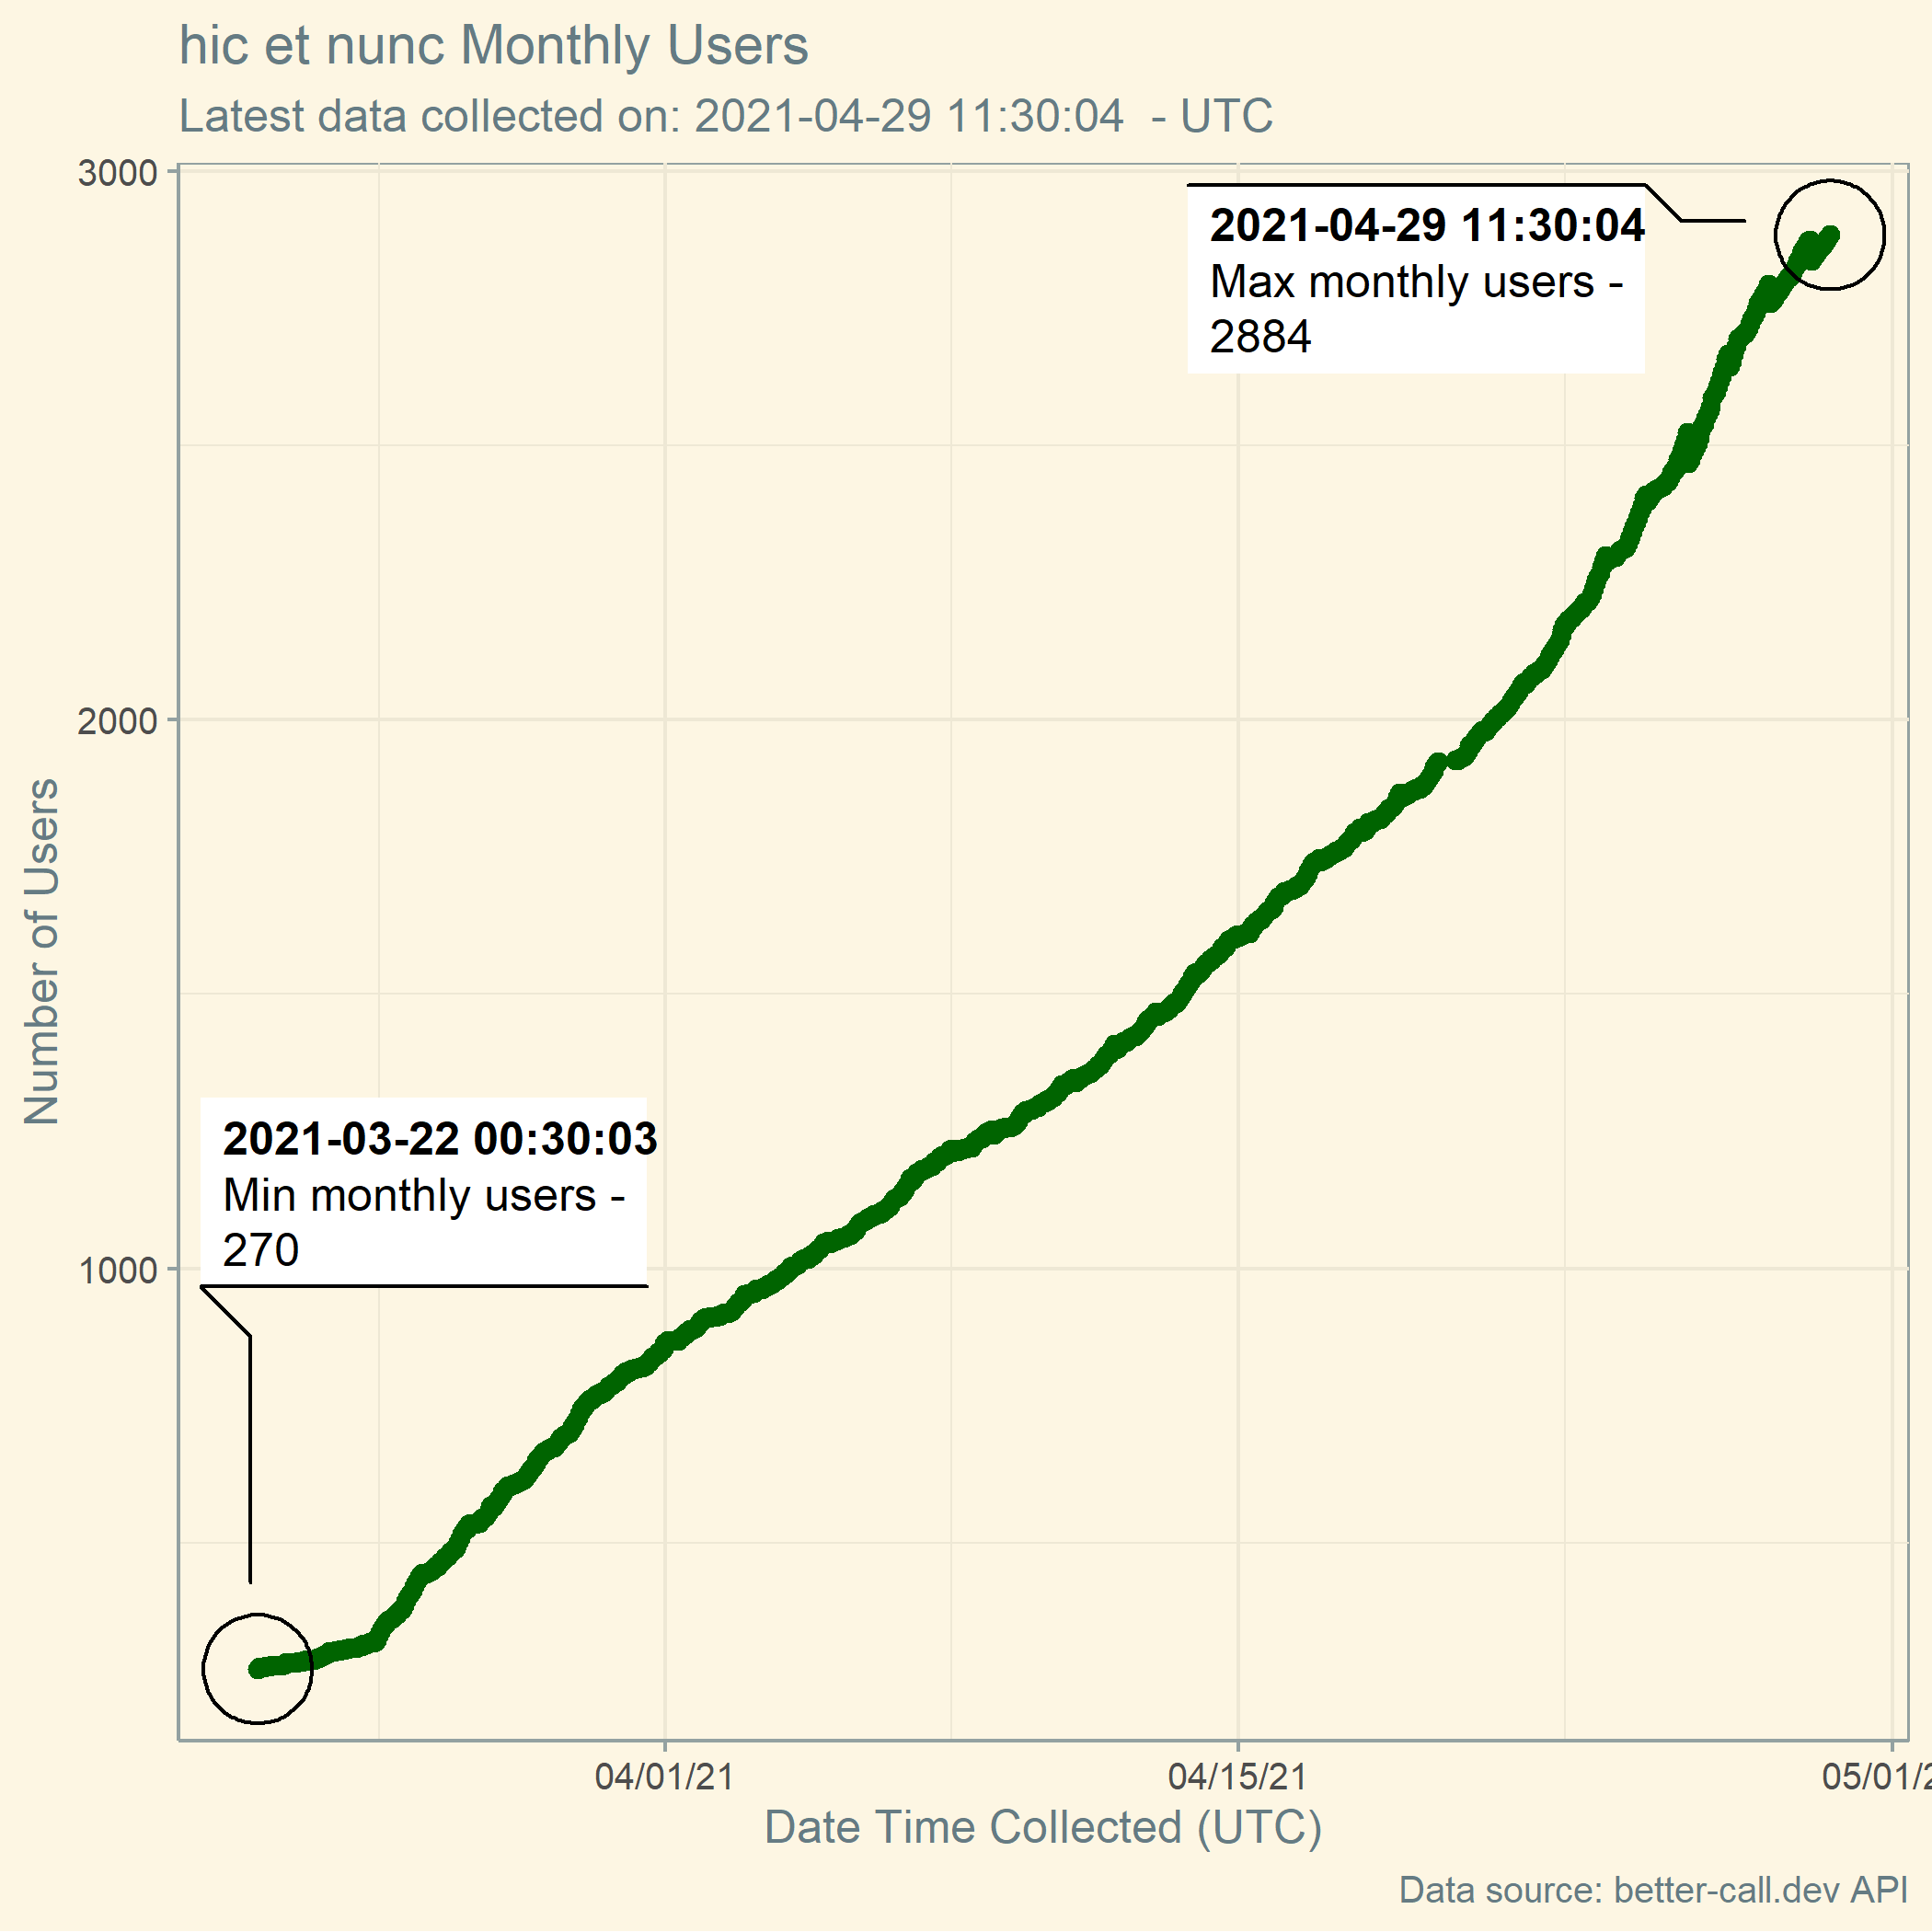 hic et nunc Monthly Users
Latest data collected on: 2021-04-29 11:30:04  - UTC
3000
2021-04-29 11:30:04
Max monthly users -
2884
2000
Number of Users
2021-03-22 00:30:03
Min monthly users -
270
1000
04/01/21
04/15/21
05/01/2
Date Time Collected (UTC)
Data source: better-call.dev API